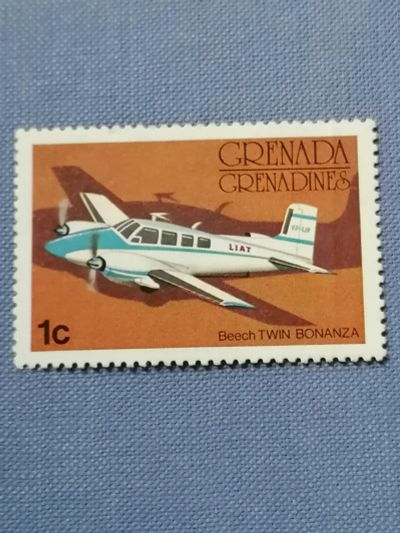 GRENADA
GRENADINES
LIAT
1c
Beech TWIN BONANZA